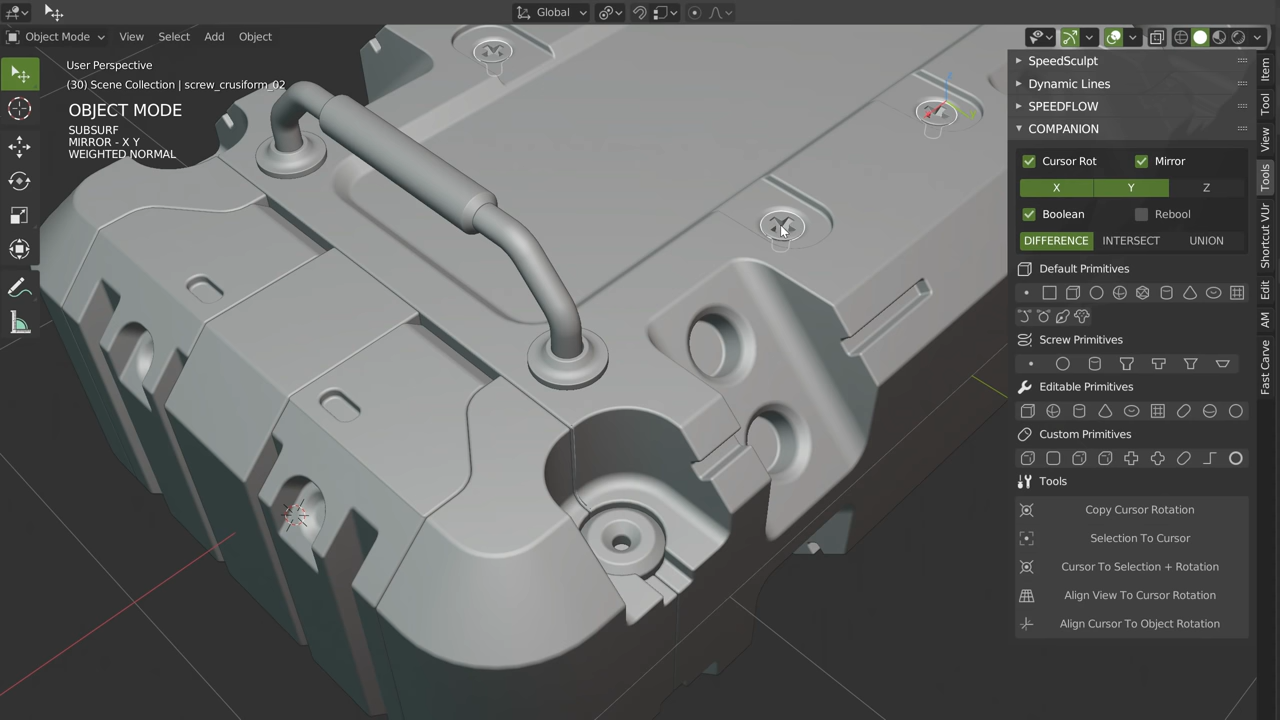 Global
Object Mode
View
Select
Add
Object
User Perspective
(30) Scene Collection | screw_crusiform_02
OBJECT MODE
SUBSURF
MIRROR - X Y
WEIGHTED NORMAL
SpeedSculpt
Dynamic Lines
SPEEDFLOW
COMPANION
Cursor Rot
Mirror
X
Y
Z
Boolean
Rebool
DIFFERENCE
INTERSECT
UNION
Default Primitives
Screw Primitives
Editable Primitives
Custom Primitives
Tools
Copy Cursor Rotation
Selection To Cursor
Cursor To Selection + Rotation
Align View To Cursor Rotation
Align Cursor To Object Rotation
Item
Tool
View
Tools
Shortcut VUr
Edit
AM
Fast Carve